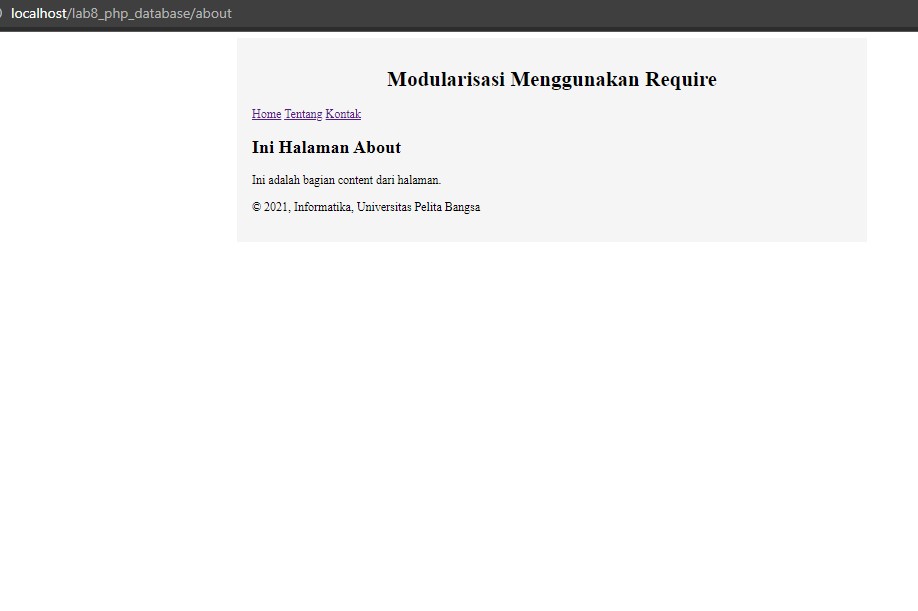 localhost/lab8_php_database/about
Modularisasi Menggunakan Require
Home Tentang Kontak
Ini Halaman About
Ini adalah bagian content dari halaman.
© 2021, Informatika, Universitas Pelita Bangsa